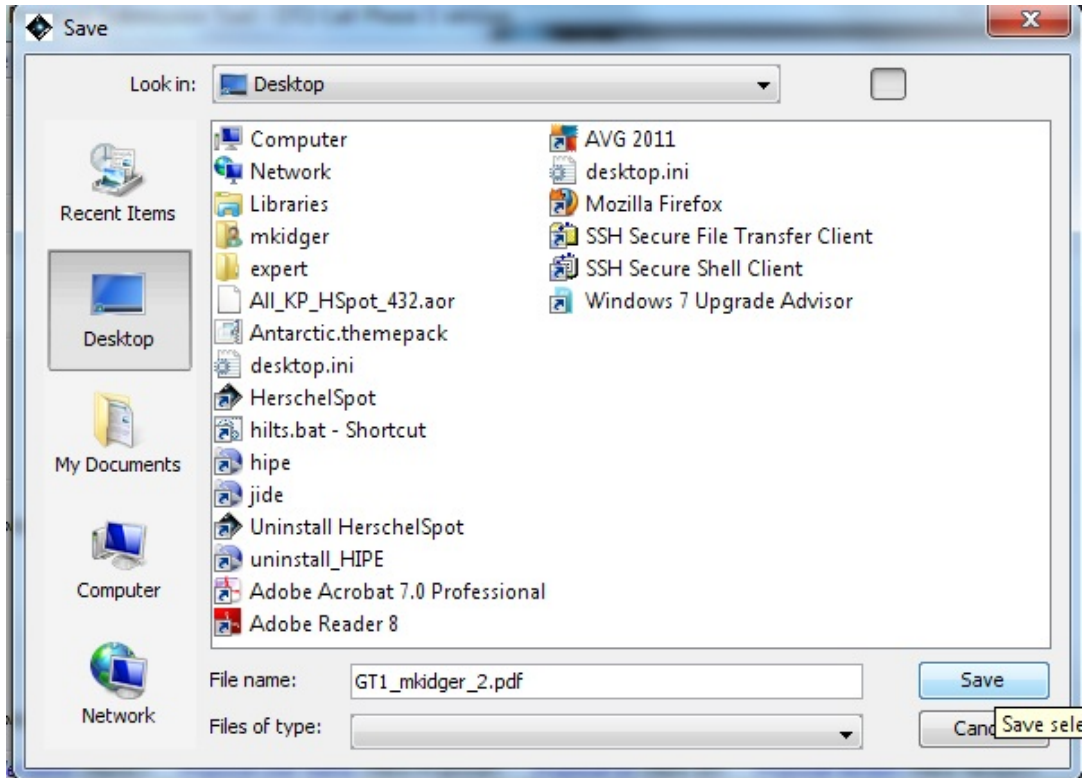 Save
Look in:
Desktop
Recent Items
Desktop
My Documents
Computer
Network
Computer
Network
Libraries
mkidger
expert
All_KP_HSpot_432.aor
Antarctic.themepack
desktop.ini
HerschelSpot
hilts.bat - Shortcut
hipe
jide
Uninstall HerschelSpot
uninstall_HIPE
Adobe Acrobat 7.0 Professional
Adobe Reader 8
AVG 2011
desktop.ini
Mozilla Firefox
SSH Secure File Transfer Client
SSH Secure Shell Client
Windows 7 Upgrade Advisor
File name:
GT1_mkidger_2.pdf
Save
Files of type:
Canc
Save sele